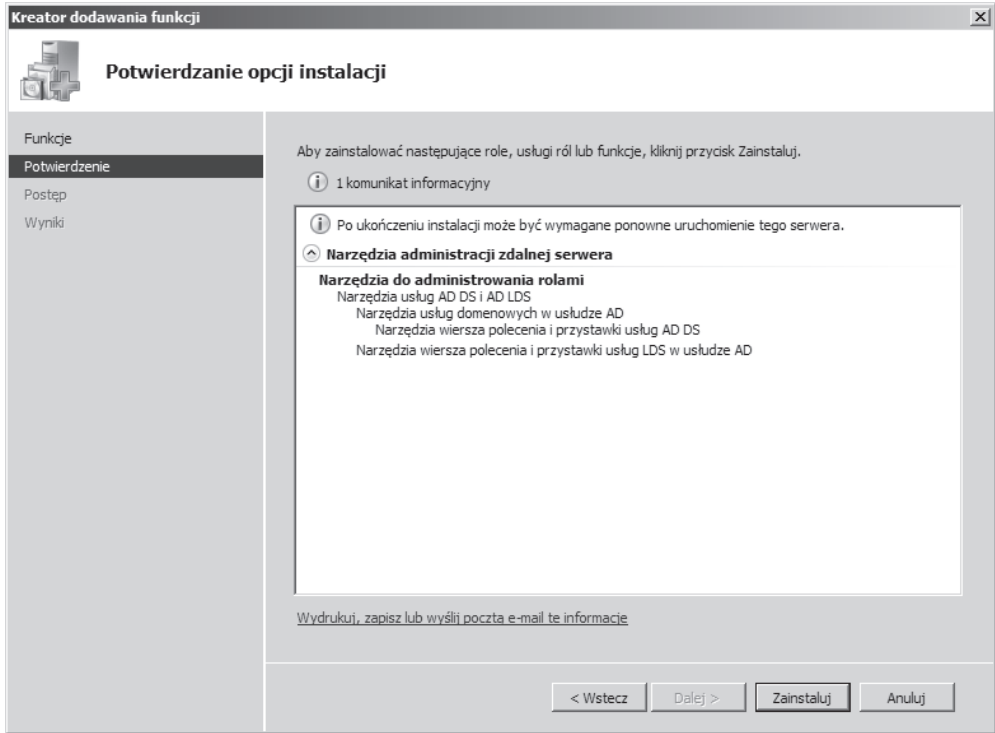 Kreator dodawania funkcji
Potwierdzanie opcji instalacji
Funkcje
Potwierdzenie
Postęp
Wyniki
Aby zainstalować następujące role, usługi ról lub funkcje, kliknij przycisk Zainstaluj.
1 komunikat informacyjny
Po ukończeniu instalacji może być wymagane ponowne uruchomienie tego serwera.
Narzędzia administracji zdalnej serwera
Narzędzia do administrowania rolami
Narzędzia usług AD DS i AD LDS
Narzędzia usług domenowych w usłudze AD
Narzędzia wiersza polecenia i przystawki usług AD DS
Narzędzia wiersza polecenia i przystawki usług LDS w usłudze AD
Wydrukuj, zapisz lub wyślij pocztą e-mail te informacje
< Wstecz
Dalej >
Zainstaluj
Anuluj